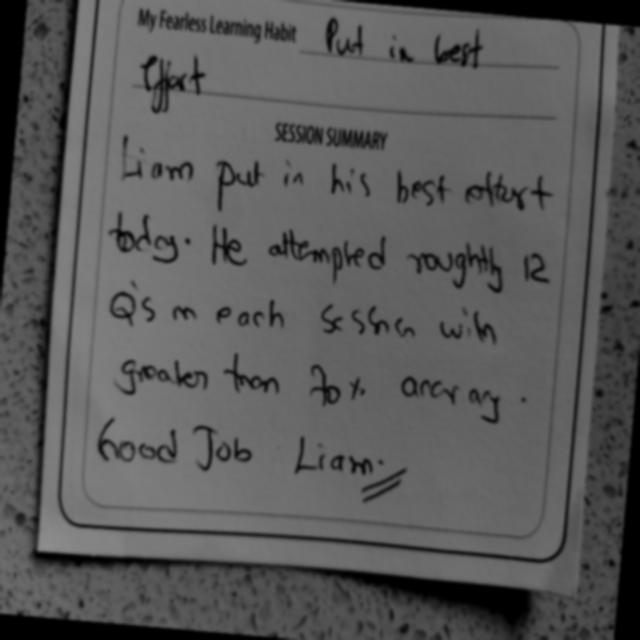 My Fearless Learning Habit Put in best
Effort
SESSION SUMMARY
Liam put in his best effort
today. He attempted roughtly 12
Q's in each session with
greater than 70% accuracy.
Good Job Liam.